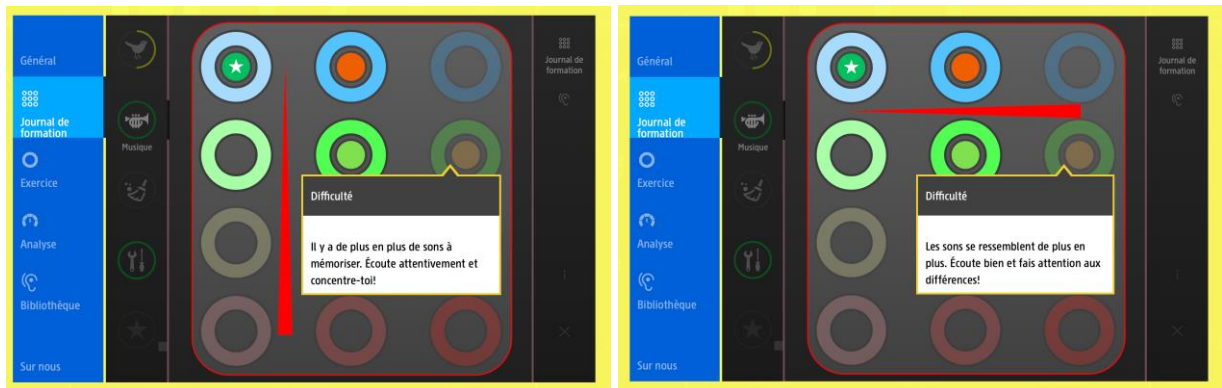 Général
Journal de
formation
Exercice
Analyse
Bibliothèque
Sur nous
Musique
Difficulté
Il y a de plus en plus de sons à
mémoriser. Écoute attentivement et
concentre-toi!
Journal de
formation
Général
Journal de
formation
Exercice
Analyse
Bibliothèque
Sur nous
Musique
Difficulté
Les sons se ressemblent de plus en
plus. Écoute bien et fais attention aux
différences!
Journal de
formation